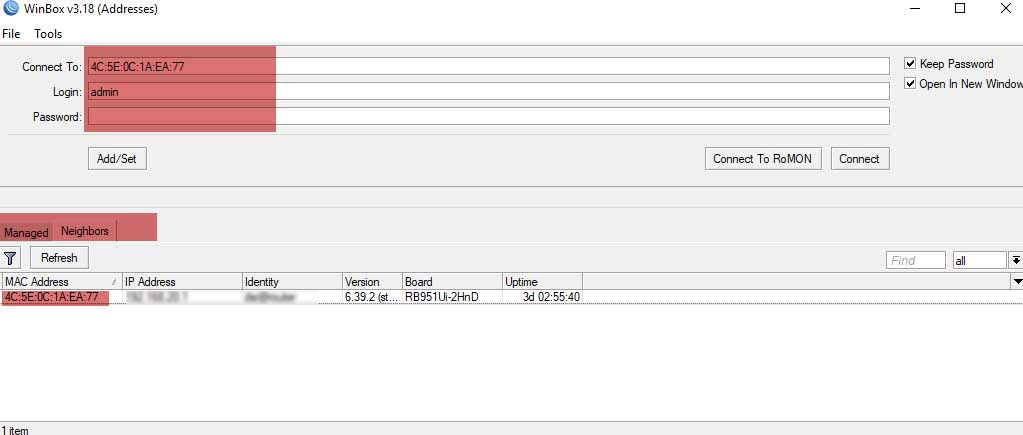 WinBox v3.18 (Addresses)
File Tools
Connect To: 4C:5E:0C:1A:EA:77
Keep Password
Login: admin
Open In New Window
Password:
Add/Set
Connect To RoMON
Connect
Managed Neighbors
Refresh
Find
all
MAC Address IP Address Identity Version Board Uptime
4C:5E:0C:1A:EA:77 6.39.2 (st... RB951Ui-2HnD 3d 02:55:40
1 item